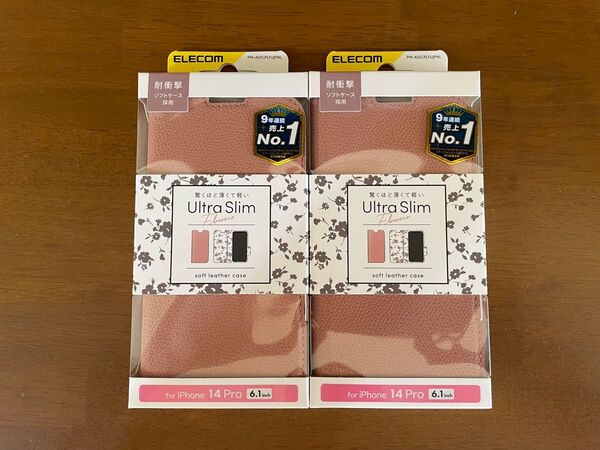 ELECOM
PM-A22CPLFUJPNL
耐衝撃
ソフトケース
採用
9年連続
売上
No.1
驚くほど薄くて軽い
Ultra Slim
Flower
soft leather case
for iPhone 14 Pro 6.1inch
ELECOM
PM-A22CPLFUJPNL
耐衝撃
ソフトケース
採用
9年連続
売上
No.1
驚くほど薄くて軽い
Ultra Slim
Flower
soft leather case
for iPhone 14 Pro 6.1inch